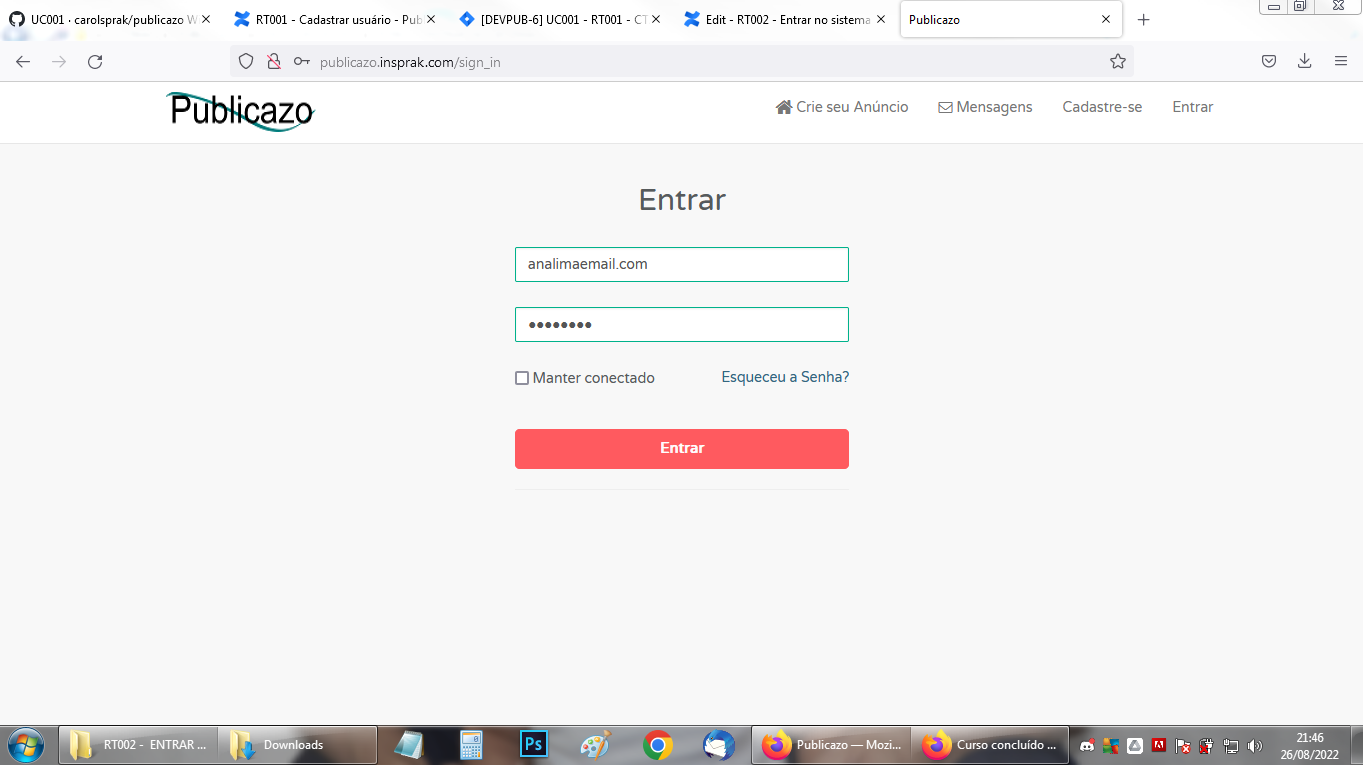 UC001 · carolsprak/publicazo W
RT001 - Cadastrar usuário - Pub
[DEVPUB-6] UC001 - RT001 - CT
Edit - RT002 - Entrar no sistema
Publicazo
publicazo.insprak.com/sign_in
Publicazo
Crie seu Anúncio
Mensagens
Cadastre-se
Entrar
Entrar
analimaemail.com
●●●●●●●●
Manter conectado
Esqueceu a Senha?
Entrar
RT002 - ENTRAR ...
Downloads
Ps
Publicazo — Mozi...
Curso concluído ...
21:46
26/08/2022